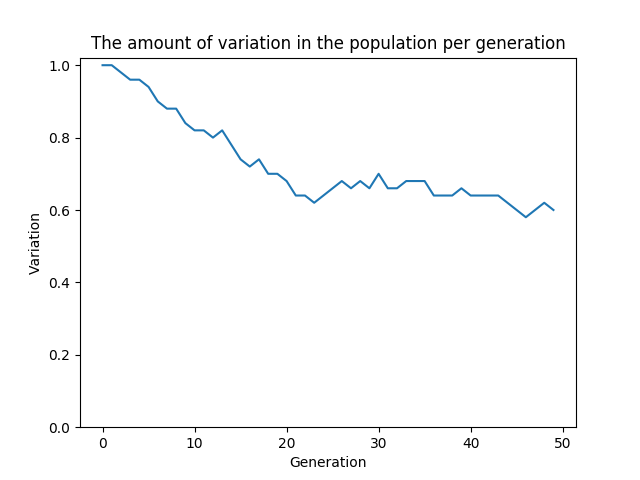 The amount of variation in the population per generation
1.0
0.8
0.6
0.4
0.2
0.0
Variation
0 10 20 30 40 50
Generation